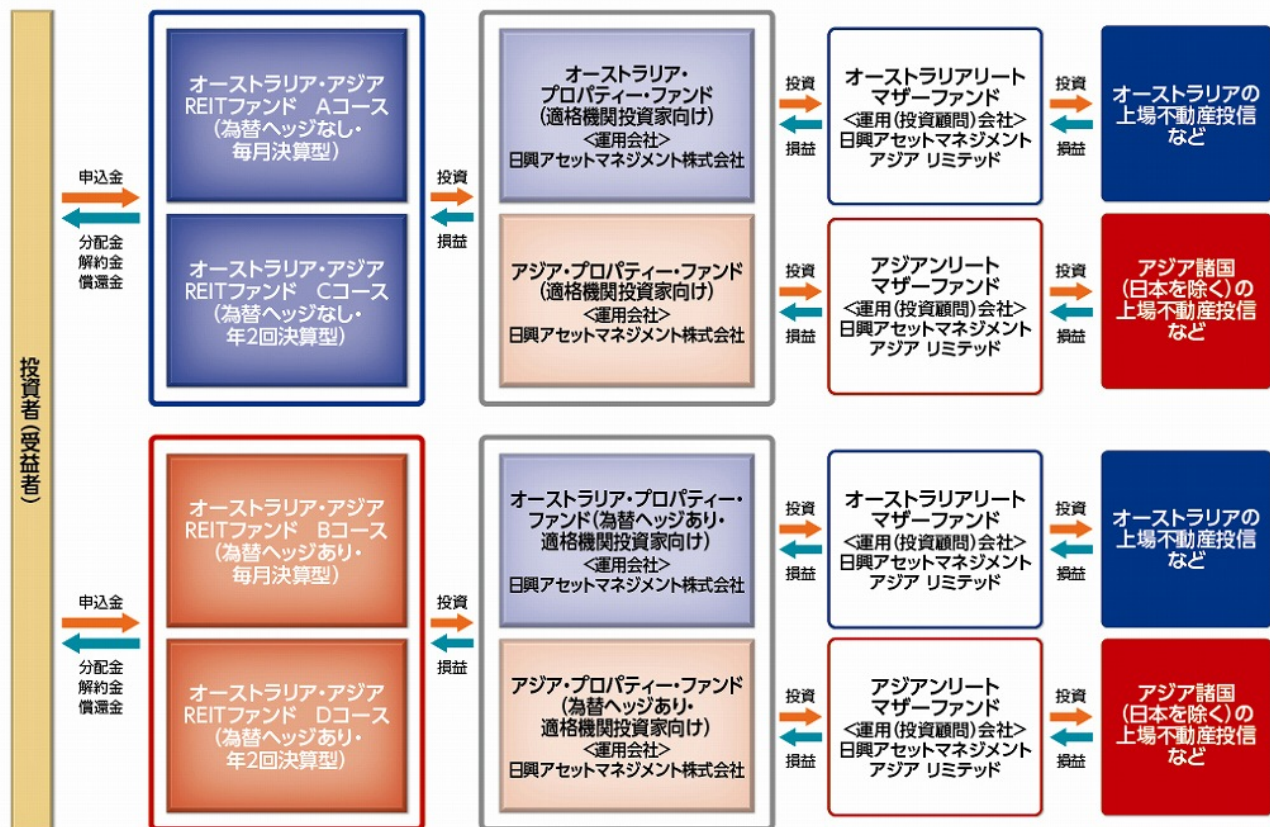 投資者（受益者）
申込金
分配金
解約金
償還金
オーストラリア・アジア
REITファンド　Aコース
（為替ヘッジなし・
毎月決算型）
オーストラリア・アジア
REITファンド　Cコース
（為替ヘッジなし・
年2回決算型）
投資
損益
オーストラリア・
プロパティー・ファンド
（適格機関投資家向け）
<運用会社>
日興アセットマネジメント株式会社
アジア・プロパティー・ファンド
（適格機関投資家向け）
<運用会社>
日興アセットマネジメント株式会社
投資
損益
オーストラリアリート
マザーファンド
<運用（投資顧問）会社>
日興アセットマネジメント
アジア リミテッド
投資
損益
オーストラリアの
上場不動産投信
など
投資
損益
アジアンリート
マザーファンド
<運用（投資顧問）会社>
日興アセットマネジメント
アジア リミテッド
投資
損益
アジア諸国
（日本を除く）の
上場不動産投信
など
申込金
分配金
解約金
償還金
オーストラリア・アジア
REITファンド　Bコース
（為替ヘッジあり・
毎月決算型）
オーストラリア・アジア
REITファンド　Dコース
（為替ヘッジあり・
年2回決算型）
投資
損益
オーストラリア・プロパティー・
ファンド（為替ヘッジあり・
適格機関投資家向け）
<運用会社>
日興アセットマネジメント株式会社
アジア・プロパティー・ファンド
（為替ヘッジあり・
適格機関投資家向け）
<運用会社>
日興アセットマネジメント株式会社
投資
損益
オーストラリアリート
マザーファンド
<運用（投資顧問）会社>
日興アセットマネジメント
アジア リミテッド
投資
損益
オーストラリアの
上場不動産投信
など
投資
損益
アジアンリート
マザーファンド
<運用（投資顧問）会社>
日興アセットマネジメント
アジア リミテッド
投資
損益
アジア諸国
（日本を除く）の
上場不動産投信
など